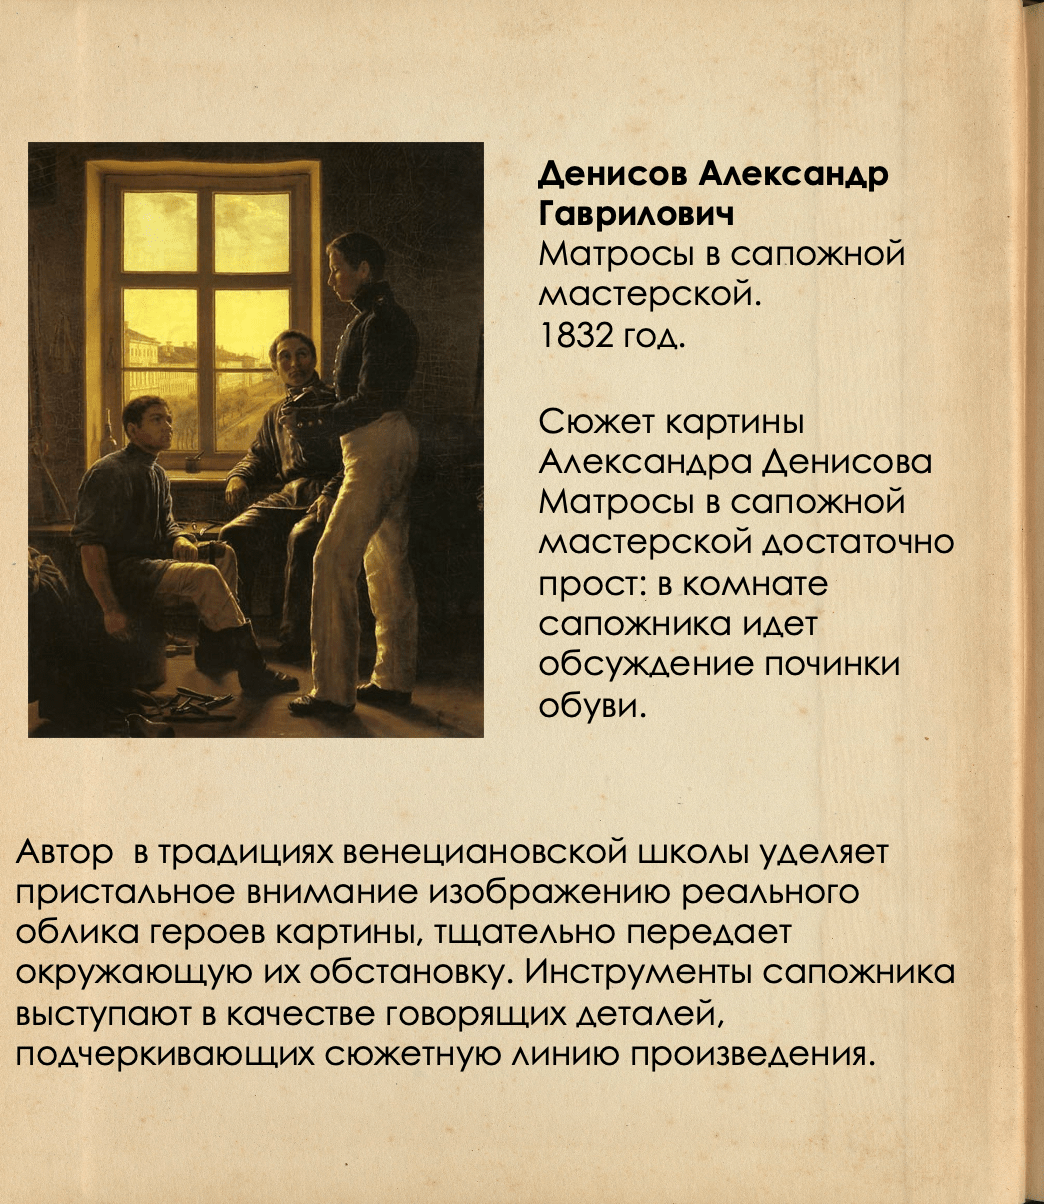 Денисов Александр
Гаврилович
Матросы в сапожной
мастерской.
1832 год.
Сюжет картины
Александра Денисова
Матросы в сапожной
мастерской достаточно
прост: в комнате
сапожника идет
обсуждение починки
обуви.
Автор  в традициях венециановской школы уделяет
пристальное внимание изображению реального
облика героев картины, тщательно передает
окружающую их обстановку. Инструменты сапожника
выступают в качестве говорящих деталей,
подчеркивающих сюжетную линию произведения.